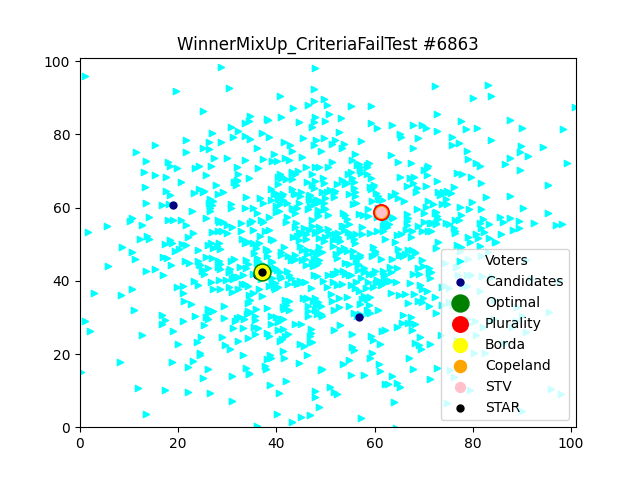 WinnerMixUp_CriteriaFailTest #6863
100
80
60
40
20
0
0 20 40 60 80 100
Voters
Candidates
Optimal
Plurality
Borda
Copeland
STV
STAR